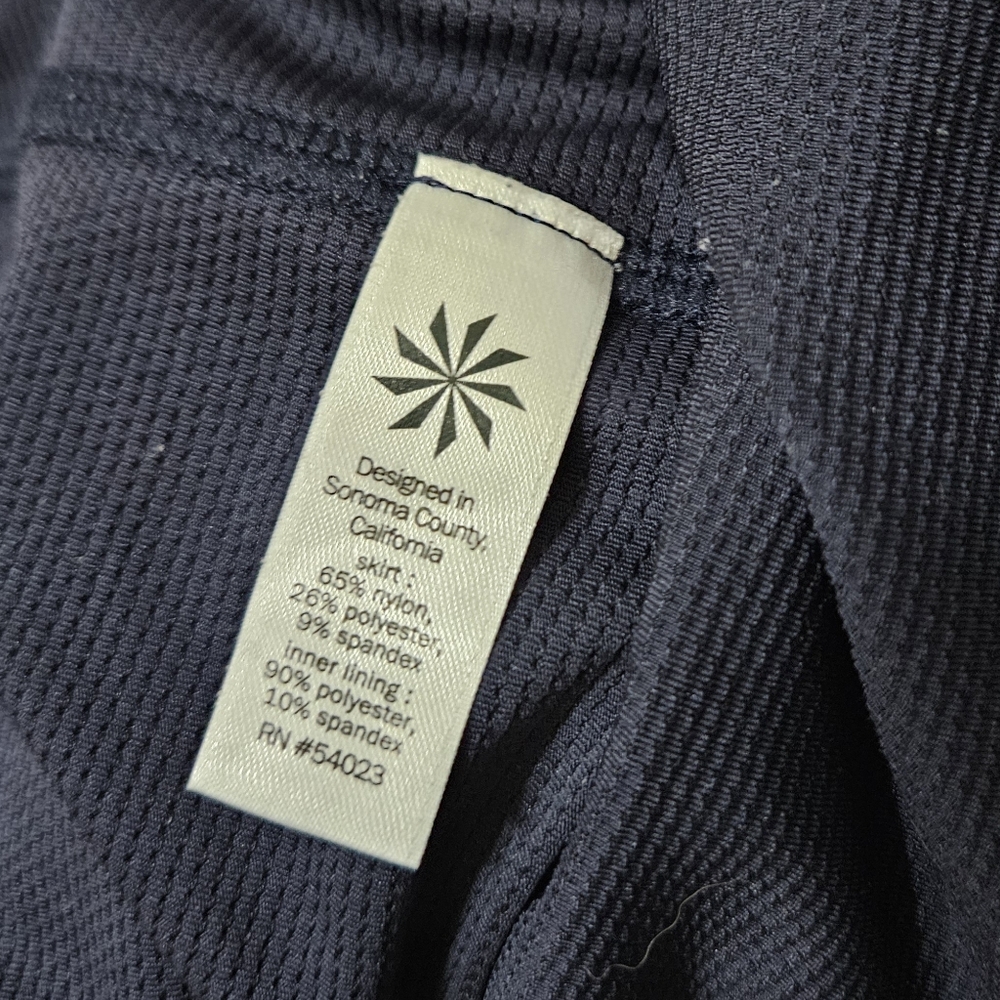 Designed in
Sonoma County,
California
skirt :
65% nylon,
26% polyester,
9% spandex
inner lining :
90% polyester,
10% spandex
RN #54023